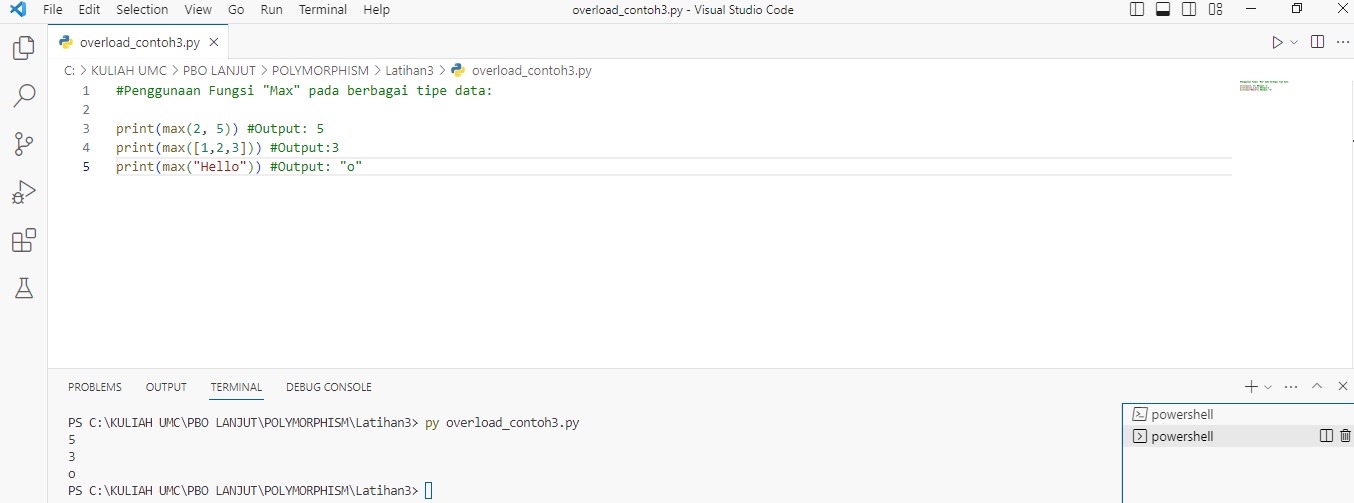 File Edit Selection View Go Run Terminal Help
overload_contoh3.py - Visual Studio Code
overload_contoh3.py
C: > KULIAH UMC > PBO LANJUT > POLYMORPHISM > Latihan3 > overload_contoh3.py
1 #Penggunaan Fungsi "Max" pada berbagai tipe data:
2
3 print(max(2, 5)) #Output: 5
4 print(max([1,2,3])) #Output:3
5 print(max("Hello")) #Output: "o"
PROBLEMS OUTPUT TERMINAL DEBUG CONSOLE
PS C:\KULIAH UMC\PBO LANJUT\POLYMORPHISM\Latihan3> py overload_contoh3.py
5
3
o
PS C:\KULIAH UMC\PBO LANJUT\POLYMORPHISM\Latihan3>
powershell
powershell